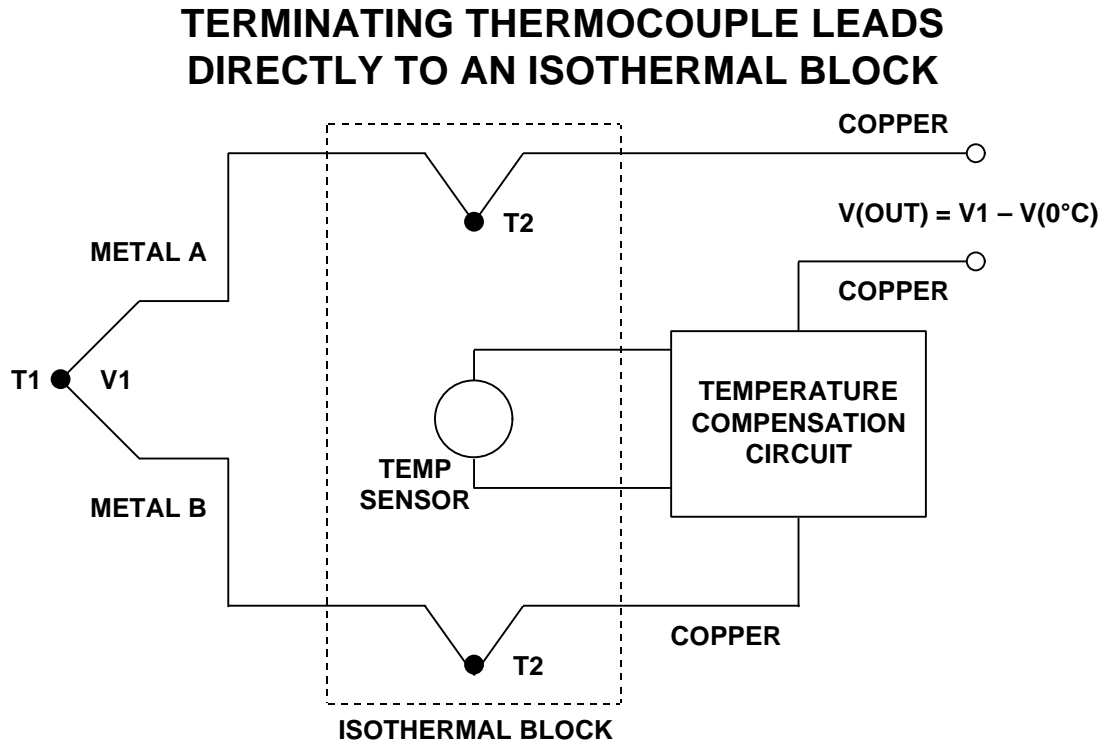 TERMINATING THERMOCOUPLE LEADS
DIRECTLY TO AN ISOTHERMAL BLOCK
COPPER
T2
V(OUT) = V1 – V(0°C)
METAL A
COPPER
T1
V1
TEMPERATURE
COMPENSATION
CIRCUIT
TEMP
SENSOR
METAL B
COPPER
T2
ISOTHERMAL BLOCK